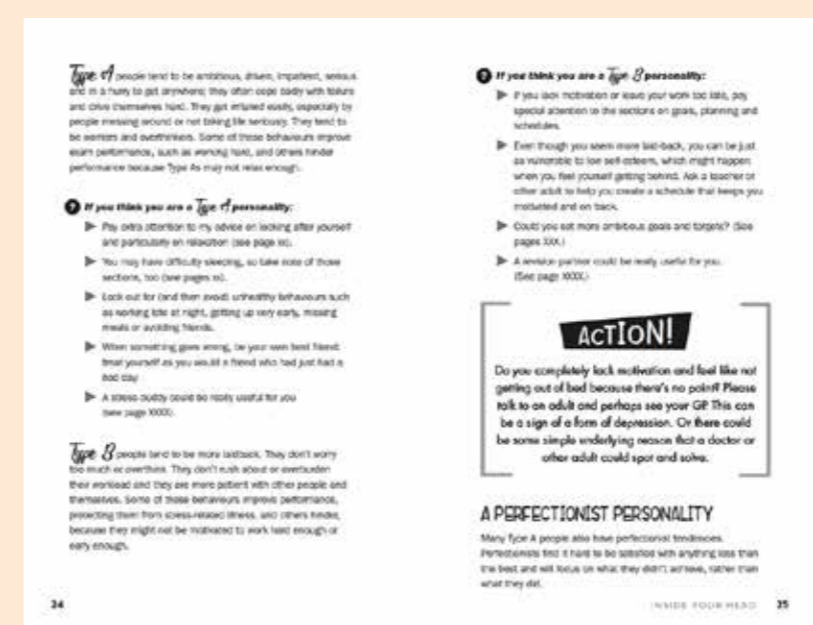 Type A people tend to be ambitious, driven, impatient, serious
and in a hurry to get anywhere; they often cope badly with failure
and drive themselves hard. They get irritated easily, especially by
people messing around or not taking life seriously. They tend to
be worriers and overthinkers. Some of those behaviours improve
exam performance, such as working hard, and others hinder
performance because Type As may not relax enough.
? If you think you are a Type A personality:
▶ Pay extra attention to my advice on looking after yourself
and particularly on relaxation (see page xx).
▶ You may have difficulty sleeping, so take note of those
sections, too (see pages xx).
▶ Look out for (and then avoid) unhealthy behaviours such
as working late at night, getting up very early, missing
meals or avoiding friends.
▶ When something goes wrong, be your own best friend:
treat yourself as you would a friend who had just had a
bad day.
▶ A stress buddy could be really useful for you
(see page XXXX).
Type B people tend to be more laidback. They don't worry
too much or overthink. They don't rush about or overburden
their workload and they are more patient with other people and
themselves. Some of those behaviours improve performance,
protecting them from stress-related illness, and others hinder,
because they might not be motivated to work hard enough or
early enough.
34
? If you think you are a Type B personality:
▶ If you lack motivation or leave your work too late, pay
special attention to the sections on goals, planning and
schedules.
▶ Even though you seem more laid-back, you can be just
as vulnerable to low self-esteem, which might happen
when you feel yourself getting behind. Ask a teacher or
other adult to help you create a schedule that keeps you
motivated and on track.
▶ Could you set more ambitious goals and targets? (See
pages XXX.)
▶ A revision partner could be really useful for you.
(See page XXXX.)
ACTION!
Do you completely lack motivation and feel like not
getting out of bed because there's no point? Please
talk to an adult and perhaps see your GP. This can
be a sign of a form of depression. Or there could
be some simple underlying reason that a doctor or
other adult could spot and solve.
A PERFECTIONIST PERSONALITY
Many Type A people also have perfectionist tendencies.
Perfectionists find it hard to be satisfied with anything less than
the best and will focus on what they didn't achieve, rather than
what they did.
INSIDE YOUR HEAD 35